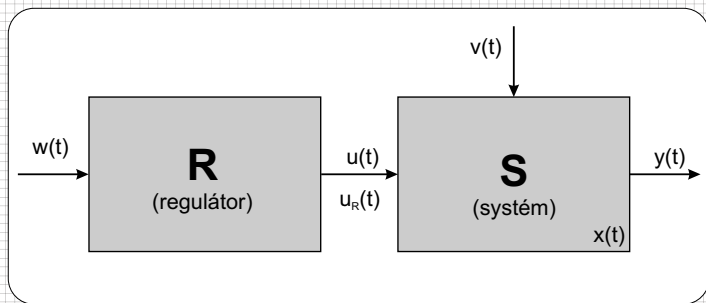 v(t)
w(t)
R
(regulátor)
u(t)
u_R(t)
S
(systém)
x(t)
y(t)